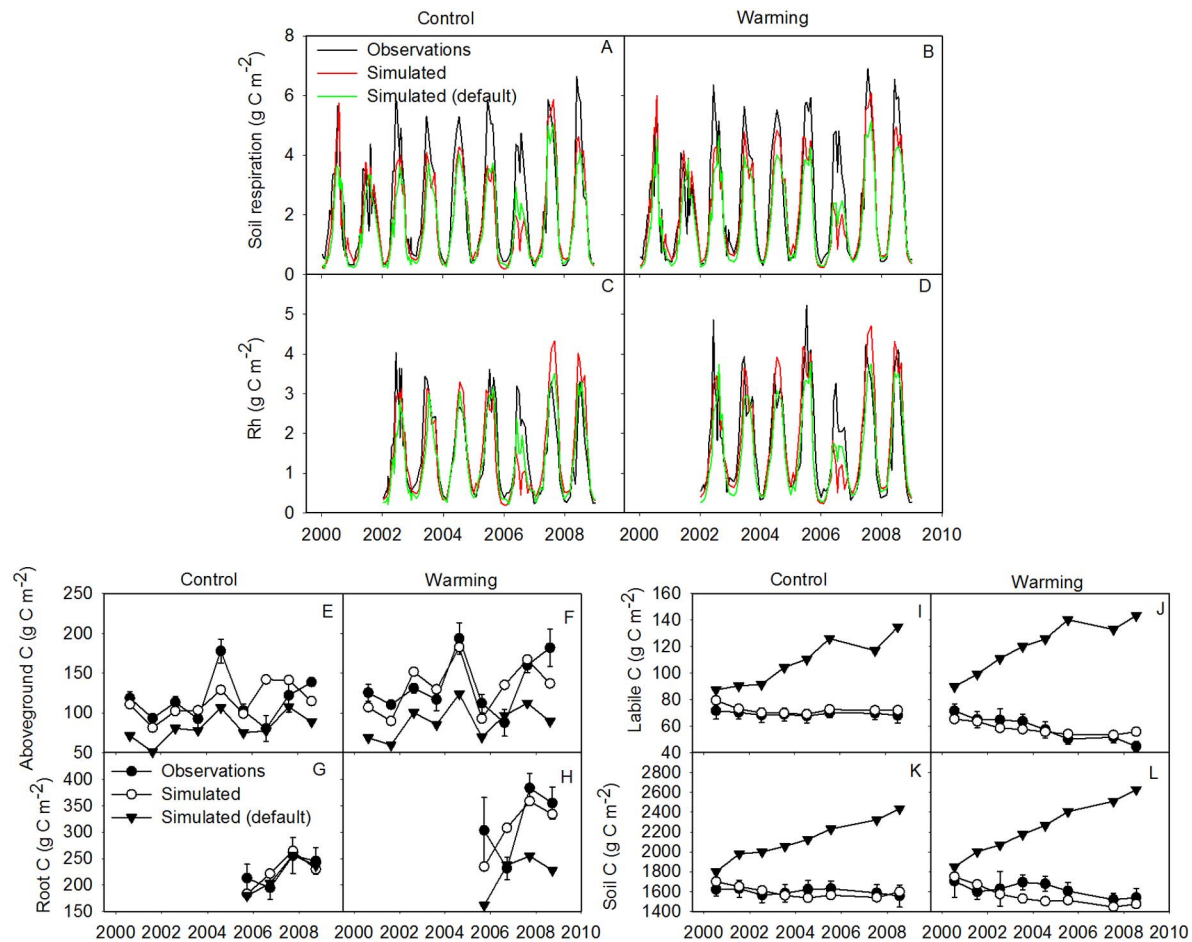 Control Warming
8
6
4
2
0
Soil respiration (g C m-2)
Observations
Simulated
Simulated (default)
A
B
5
4
3
2
1
0
Rh (g C m-2)
C
D
2000 2002 2004 2006 2008 2000 2002 2004 2006 2008 2010
Control Warming
250
200
150
100
50
Aboveground C (g C m-2)
E
F
400
350
300
250
200
150
Root C (g C m-2)
Observations
Simulated
Simulated (default)
G
H
2000 2002 2004 2006 2008 2000 2002 2004 2006 2008 2010
Control Warming
160
140
120
100
80
60
40
Labile C (g C m-2)
I
J
2800
2600
2400
2200
2000
1800
1600
1400
Soil C (g C m-2)
K
L
2000 2002 2004 2006 2008 2000 2002 2004 2006 2008 2010